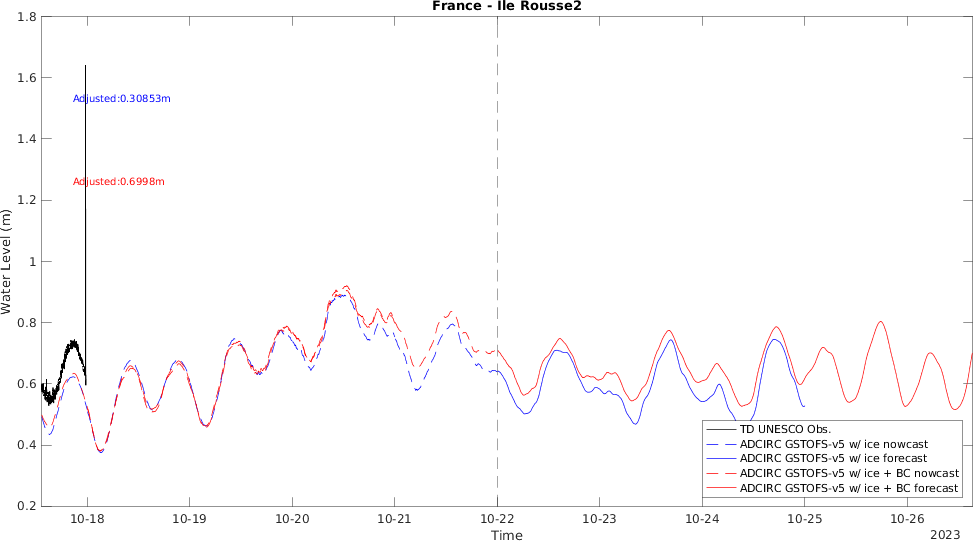 France - Ile Rousse2
1.8
1.6
1.4
1.2
1
0.8
0.6
0.4
0.2
Water Level (m)
Adjusted:0.30853m
Adjusted:0.6998m
TD UNESCO Obs.
ADCIRC GSTOFS-v5 w/ ice nowcast
ADCIRC GSTOFS-v5 w/ ice forecast
ADCIRC GSTOFS-v5 w/ ice + BC nowcast
ADCIRC GSTOFS-v5 w/ ice + BC forecast
10-18 10-19 10-20 10-21 10-22 10-23 10-24 10-25 10-26
Time
2023